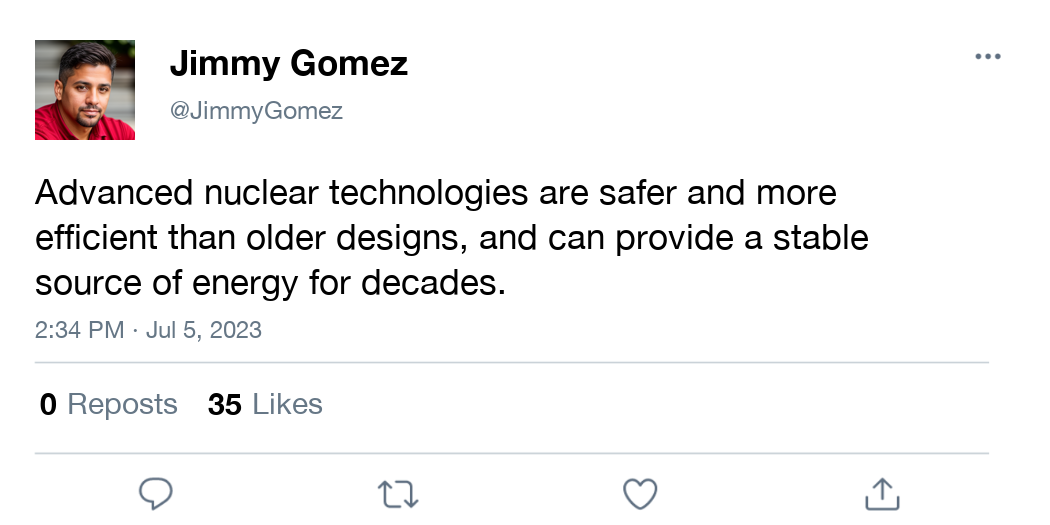 Jimmy Gomez
@JimmyGomez
Advanced nuclear technologies are safer and more
efficient than older designs, and can provide a stable
source of energy for decades.
2:34 PM · Jul 5, 2023
0 Reposts 35 Likes